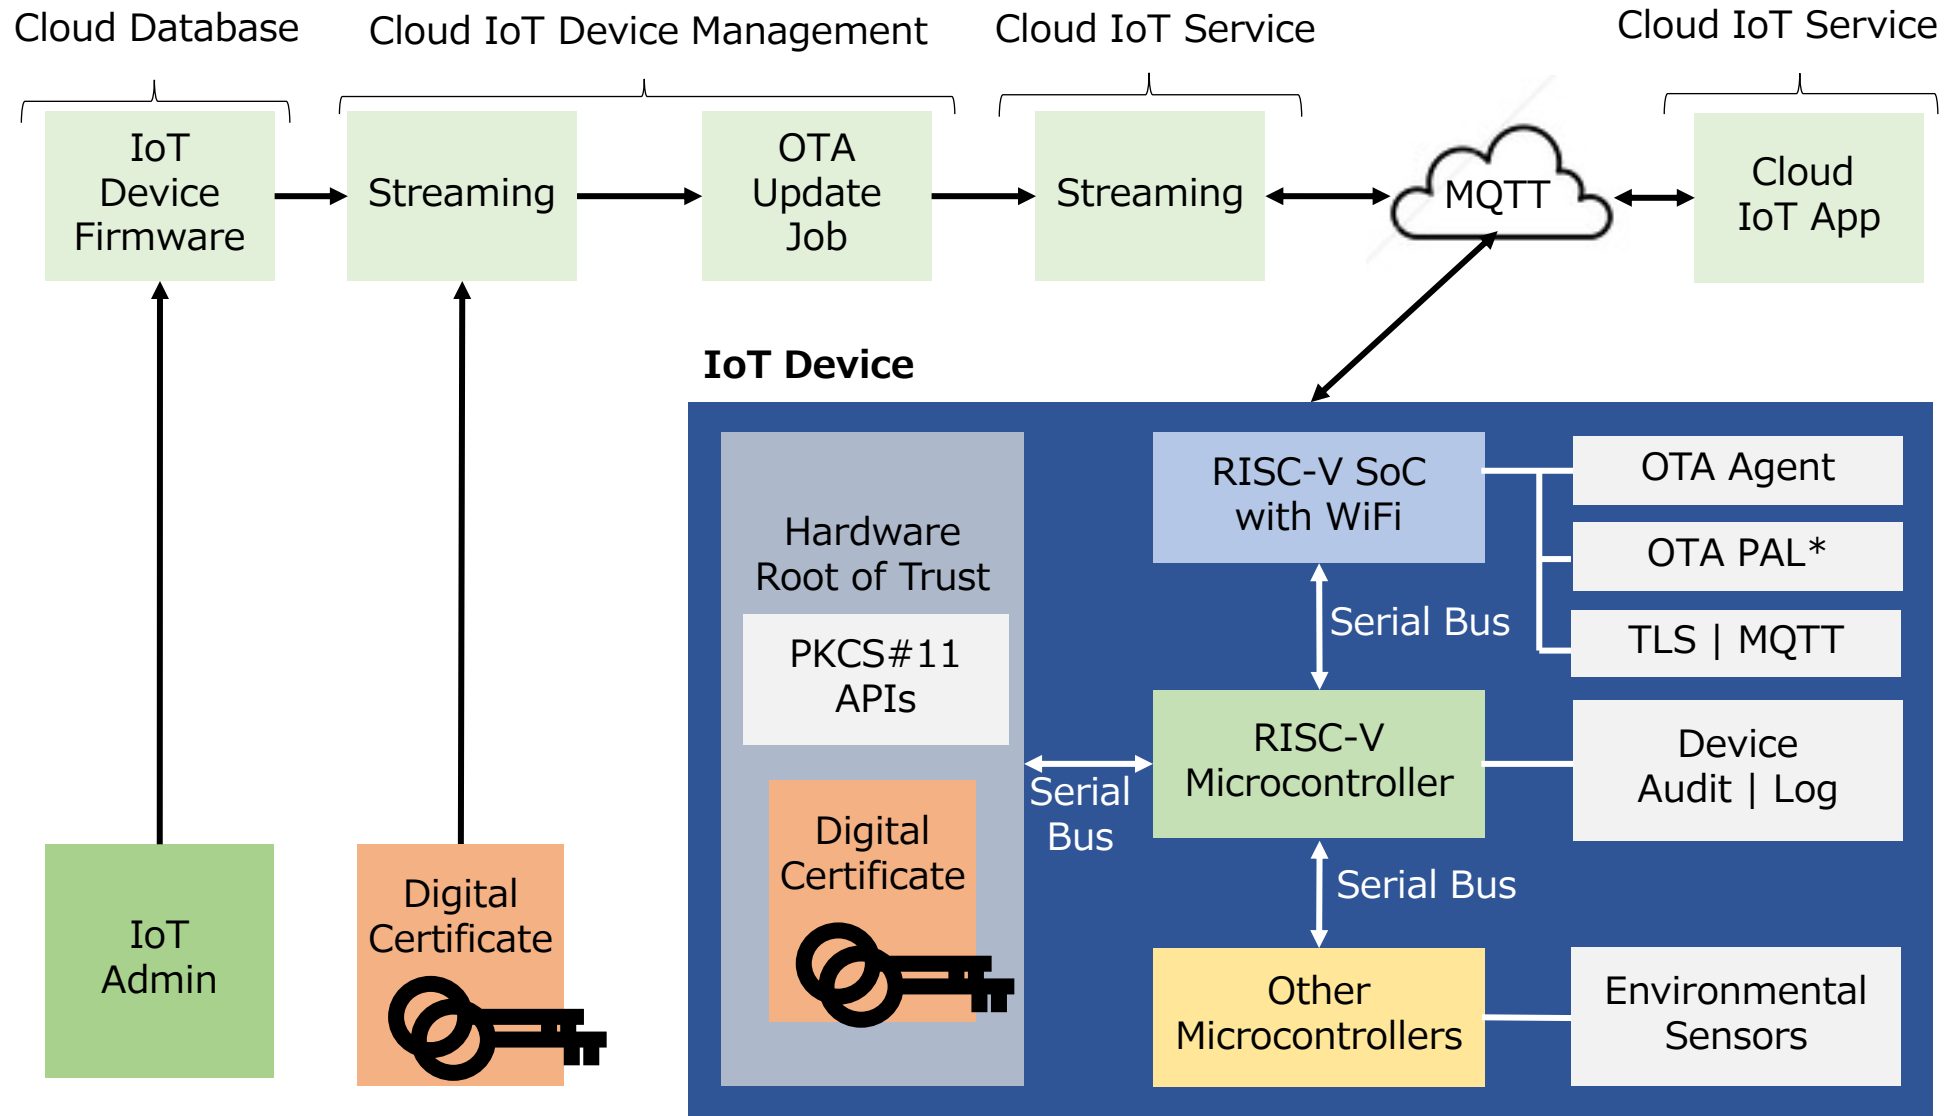 Cloud Database
Cloud IoT Device Management
Cloud IoT Service
Cloud IoT Service
IoT
Device
Firmware
Streaming
OTA
Update
Job
Streaming
MQTT
Cloud
IoT App
IoT Device
Hardware
Root of Trust
PKCS#11
APIs
Digital
Certificate
Serial
Bus
RISC-V SoC
with WiFi
Serial Bus
RISC-V
Microcontroller
Serial Bus
Other
Microcontrollers
OTA Agent
OTA PAL*
TLS | MQTT
Device
Audit | Log
Environmental
Sensors
IoT
Admin
Digital
Certificate